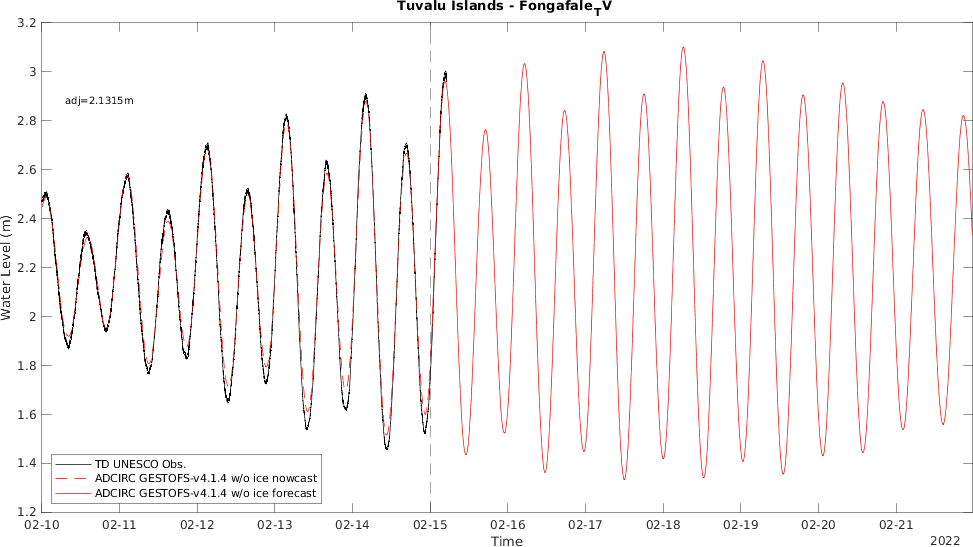 Tuvalu Islands - Fongafale_TV
adj=2.1315m
Water Level (m)
3.2
3
2.8
2.6
2.4
2.2
2
1.8
1.6
1.4
1.2
TD UNESCO Obs.
ADCIRC GESTOFS-v4.1.4 w/o ice nowcast
ADCIRC GESTOFS-v4.1.4 w/o ice forecast
02-10 02-11 02-12 02-13 02-14 02-15 02-16 02-17 02-18 02-19 02-20 02-21
Time
2022